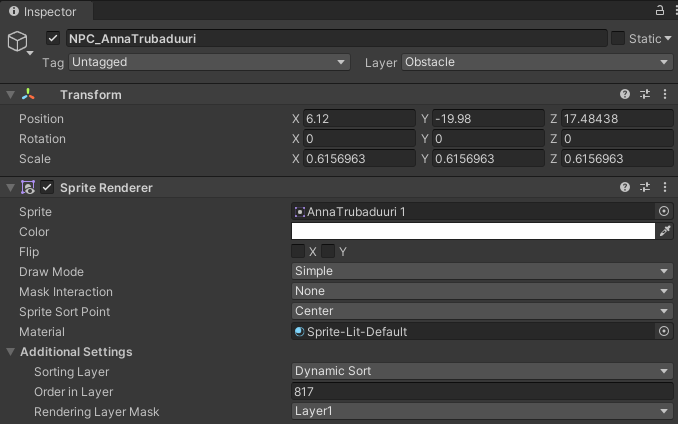 Inspector
NPC_AnnaTrubaduuri Static
Tag Untagged Layer Obstacle
Transform
Position X 6.12 Y -19.98 Z 17.48438
Rotation X 0 Y 0 Z 0
Scale X 0.6156963 Y 0.6156963 Z 0.6156963
Sprite Renderer
Sprite AnnaTrubaduuri 1
Color
Flip X Y
Draw Mode Simple
Mask Interaction None
Sprite Sort Point Center
Material Sprite-Lit-Default
Additional Settings
Sorting Layer Dynamic Sort
Order in Layer 817
Rendering Layer Mask Layer1